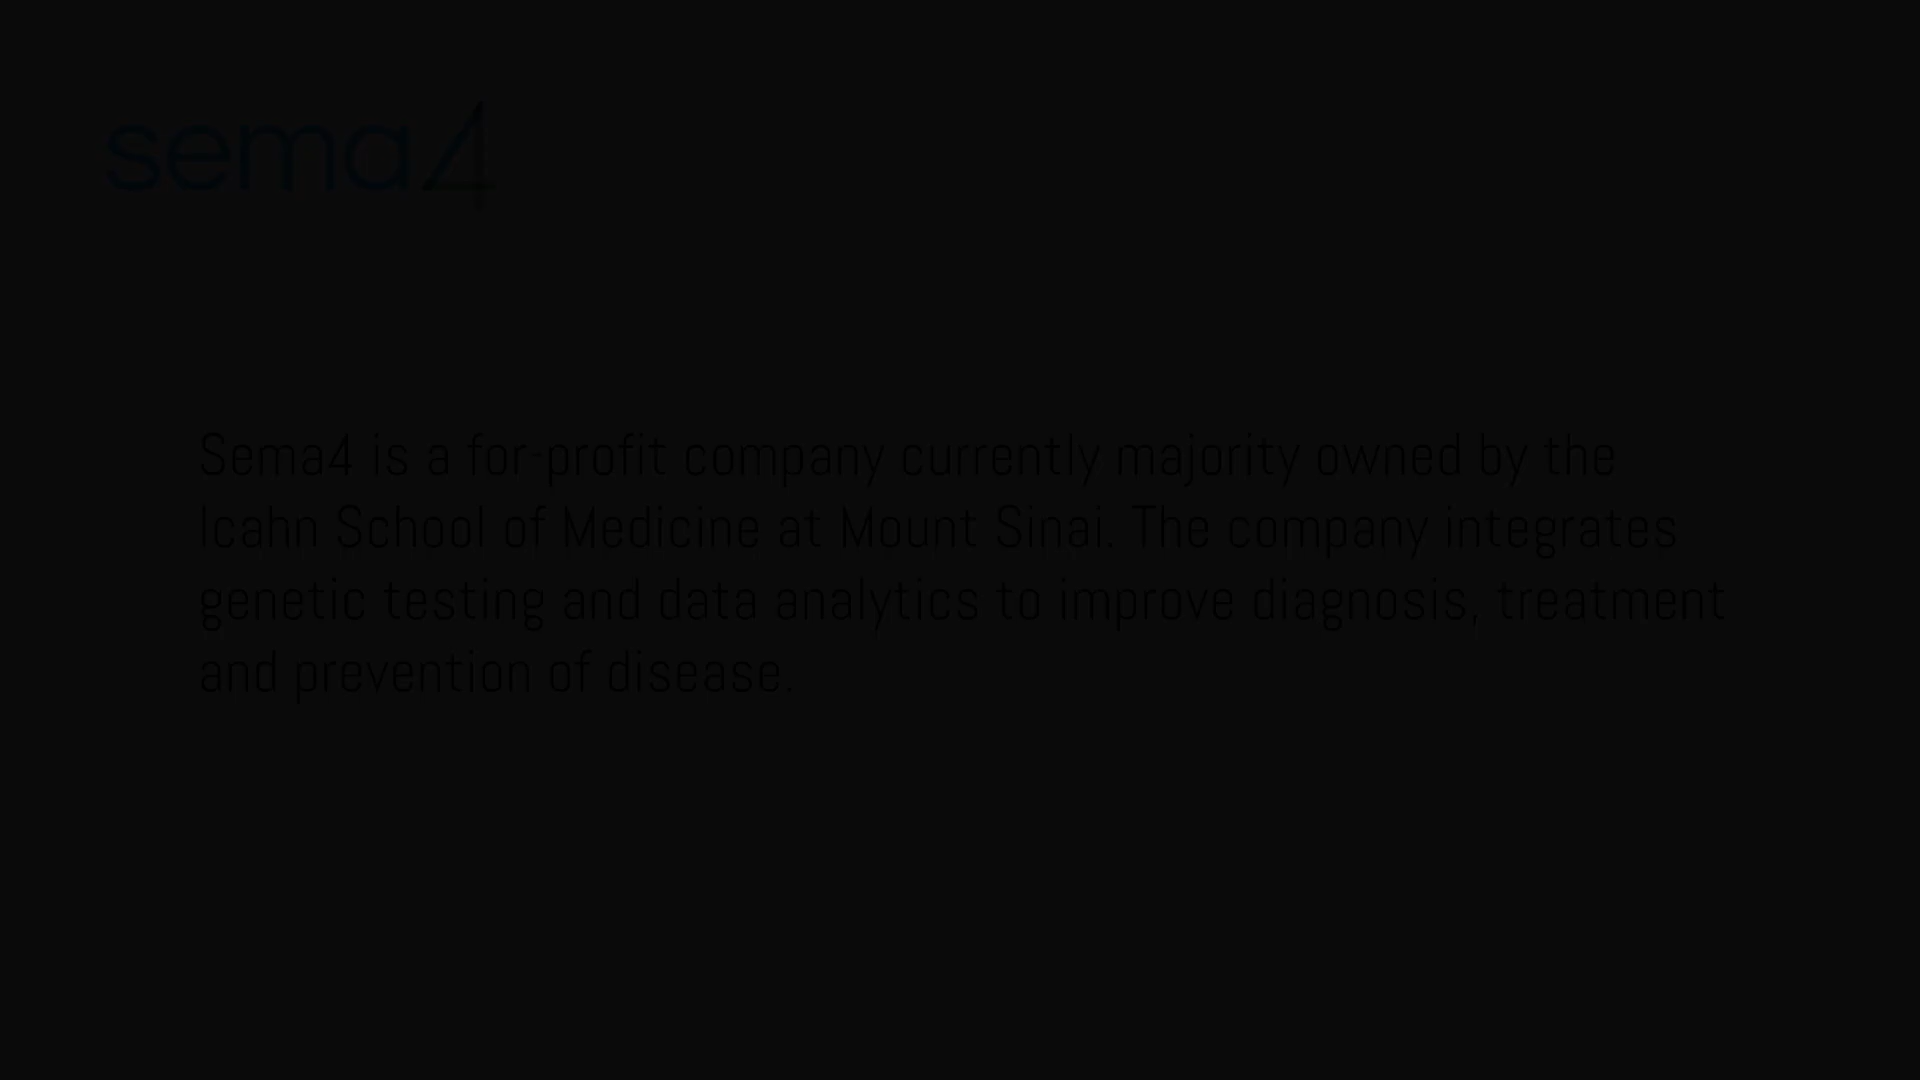 sema4
Sema4 is a for-profit company currently majority owned by the
Icahn School of Medicine at Mount Sinai. The company integrates
genetic testing and data analytics to improve diagnosis, treatment
and prevention of disease.